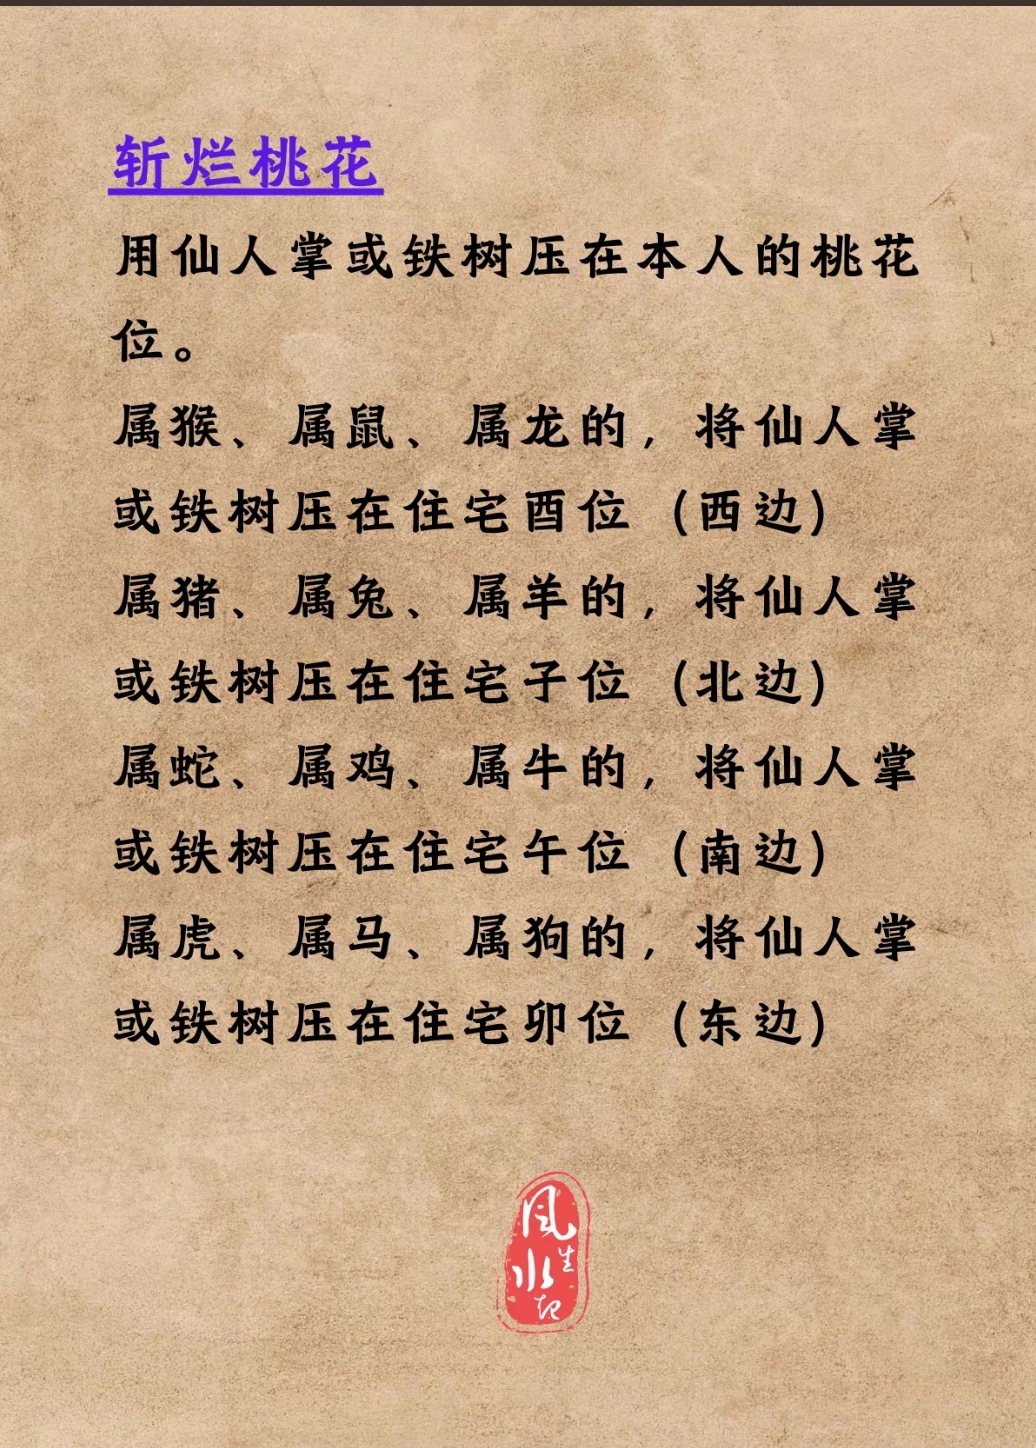 斩烂桃花
用仙人掌或铁树压在本人的桃花
位。
属猴、属鼠、属龙的，将仙人掌
或铁树压在住宅酉位（西边）
属猪、属兔、属羊的，将仙人掌
或铁树压在住宅子位（北边）
属蛇、属鸡、属牛的，将仙人掌
或铁树压在住宅午位（南边）
属虎、属马、属狗的，将仙人掌
或铁树压在住宅卯位（东边）
风
生
水
起